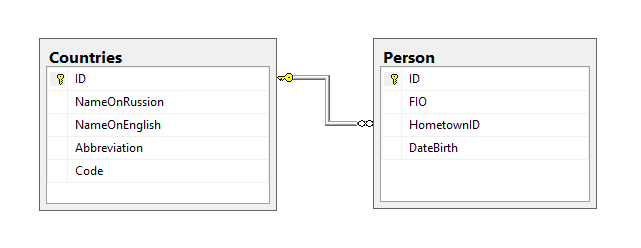 Countries
ID
NameOnRussion
NameOnEnglish
Abbreviation
Code
Person
ID
FIO
HometownID
DateBirth